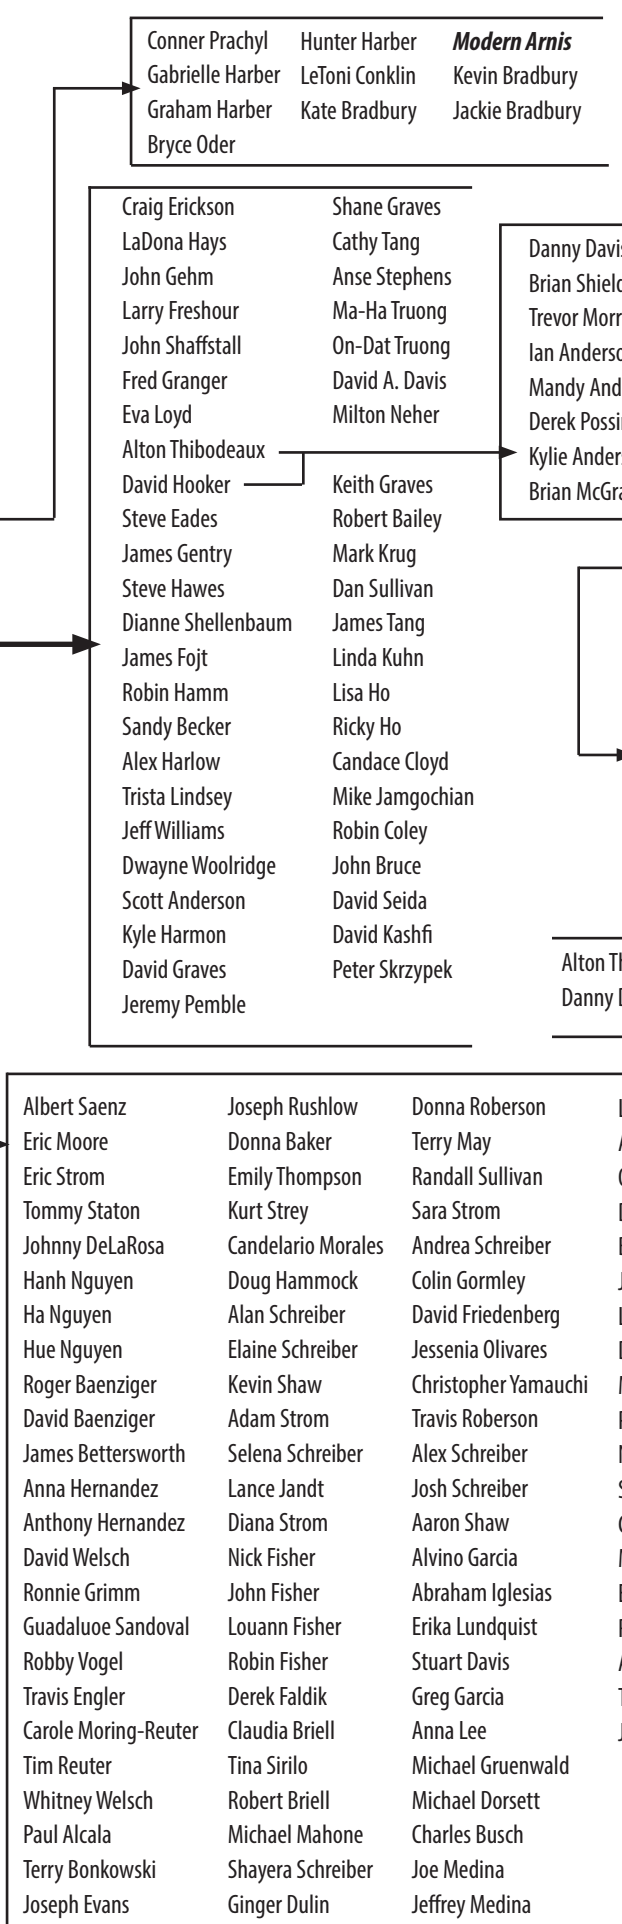 Conner Prachyl Hunter Harber Modern Arnis
Gabrielle Harber LeToni Conklin Kevin Bradbury
Graham Harber Kate Bradbury Jackie Bradbury
Bryce Oder
Craig Erickson Shane Graves
LaDona Hays Cathy Tang
John Gehm Anse Stephens
Larry Freshour Ma-Ha Truong
John Shaffstall On-Dat Truong
Fred Granger David A. Davis
Eva Loyd Milton Neher
Alton Thibodeaux
David Hooker Keith Graves
Steve Eades Robert Bailey
James Gentry Mark Krug
Steve Hawes Dan Sullivan
Dianne Shellenbaum James Tang
James Fojt Linda Kuhn
Robin Hamm Lisa Ho
Sandy Becker Ricky Ho
Alex Harlow Candace Cloyd
Trista Lindsey Mike Jamgochian
Jeff Williams Robin Coley
Dwayne Woolridge John Bruce
Scott Anderson David Seida
Kyle Harmon David Kashfi
David Graves Peter Skrzypek
Jeremy Pemble
Danny
Brian
Trevor
Ian
Mandy
Derek
Kylie
Brian
Alton
Danny
Albert Saenz Joseph Rushlow Donna Roberson
Eric Moore Donna Baker Terry May
Eric Strom Emily Thompson Randall Sullivan
Tommy Staton Kurt Strey Sara Strom
Johnny DeLaRosa Candelario Morales Andrea Schreiber
Hanh Nguyen Doug Hammock Colin Gormley
Ha Nguyen Alan Schreiber David Friedenberg
Hue Nguyen Elaine Schreiber Jessenia Olivares
Roger Baenziger Kevin Shaw Christopher Yamauchi
David Baenziger Adam Strom Travis Roberson
James Bettersworth Selena Schreiber Alex Schreiber
Anna Hernandez Lance Jandt Josh Schreiber
Anthony Hernandez Diana Strom Aaron Shaw
David Welsch Nick Fisher Alvino Garcia
Ronnie Grimm John Fisher Abraham Iglesias
Guadaluoe Sandoval Louann Fisher Erika Lundquist
Robby Vogel Robin Fisher Stuart Davis
Travis Engler Derek Faldik Greg Garcia
Carole Moring-Reuter Claudia Briell Anna Lee
Tim Reuter Tina Sirilo Michael Gruenwald
Whitney Welsch Robert Briell Michael Dorsett
Paul Alcala Michael Mahone Charles Busch
Terry Bonkowski Shayera Schreiber Joe Medina
Joseph Evans Ginger Dulin Jeffrey Medina